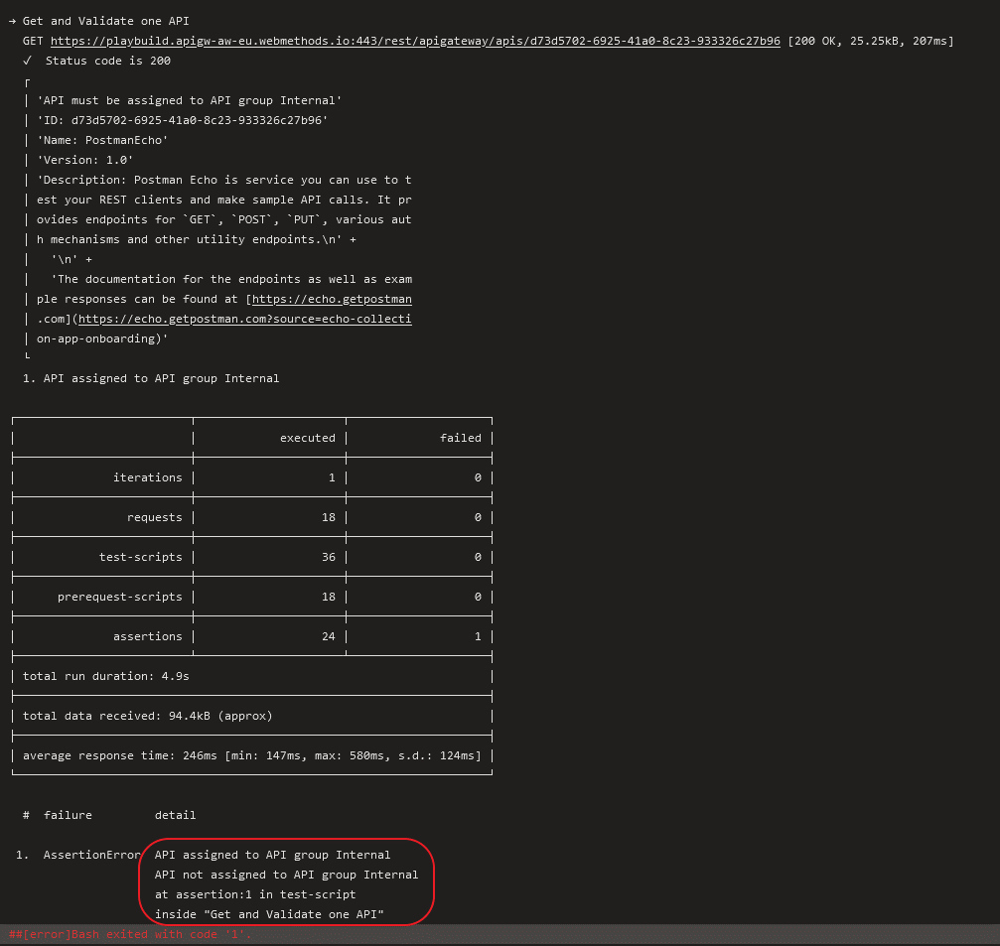 → Get and Validate one API
GET https://playbuild.apigw-aw-eu.webmethods.io:443/rest/apigateway/apis/d73d5702-6925-41a0-8c23-933326c27b96 [200 OK, 25.25kB, 207ms]
✓ Status code is 200
┌
│ 'API must be assigned to API group Internal'
│ 'ID: d73d5702-6925-41a0-8c23-933326c27b96'
│ 'Name: PostmanEcho'
│ 'Version: 1.0'
│ 'Description: Postman Echo is service you can use to t
│ est your REST clients and make sample API calls. It pr
│ ovides endpoints for `GET`, `POST`, `PUT`, various aut
│ h mechanisms and other utility endpoints.\n' +
│   '\n' +
│   'The documentation for the endpoints as well as exam
│ ple responses can be found at [https://echo.getpostman
│ .com](https://echo.getpostman.com?source=echo-collecti
│ on-app-onboarding)'
└
1. API assigned to API group Internal
executed │ failed
iterations │ 1 │ 0
requests │ 18 │ 0
test-scripts │ 36 │ 0
prerequest-scripts │ 18 │ 0
assertions │ 24 │ 1
total run duration: 4.9s
total data received: 94.4kB (approx)
average response time: 246ms [min: 147ms, max: 580ms, s.d.: 124ms]
# failure detail
1. AssertionError API assigned to API group Internal
API not assigned to API group Internal
at assertion:1 in test-script
inside "Get and Validate one API"
##[error]Bash exited with code '1'.